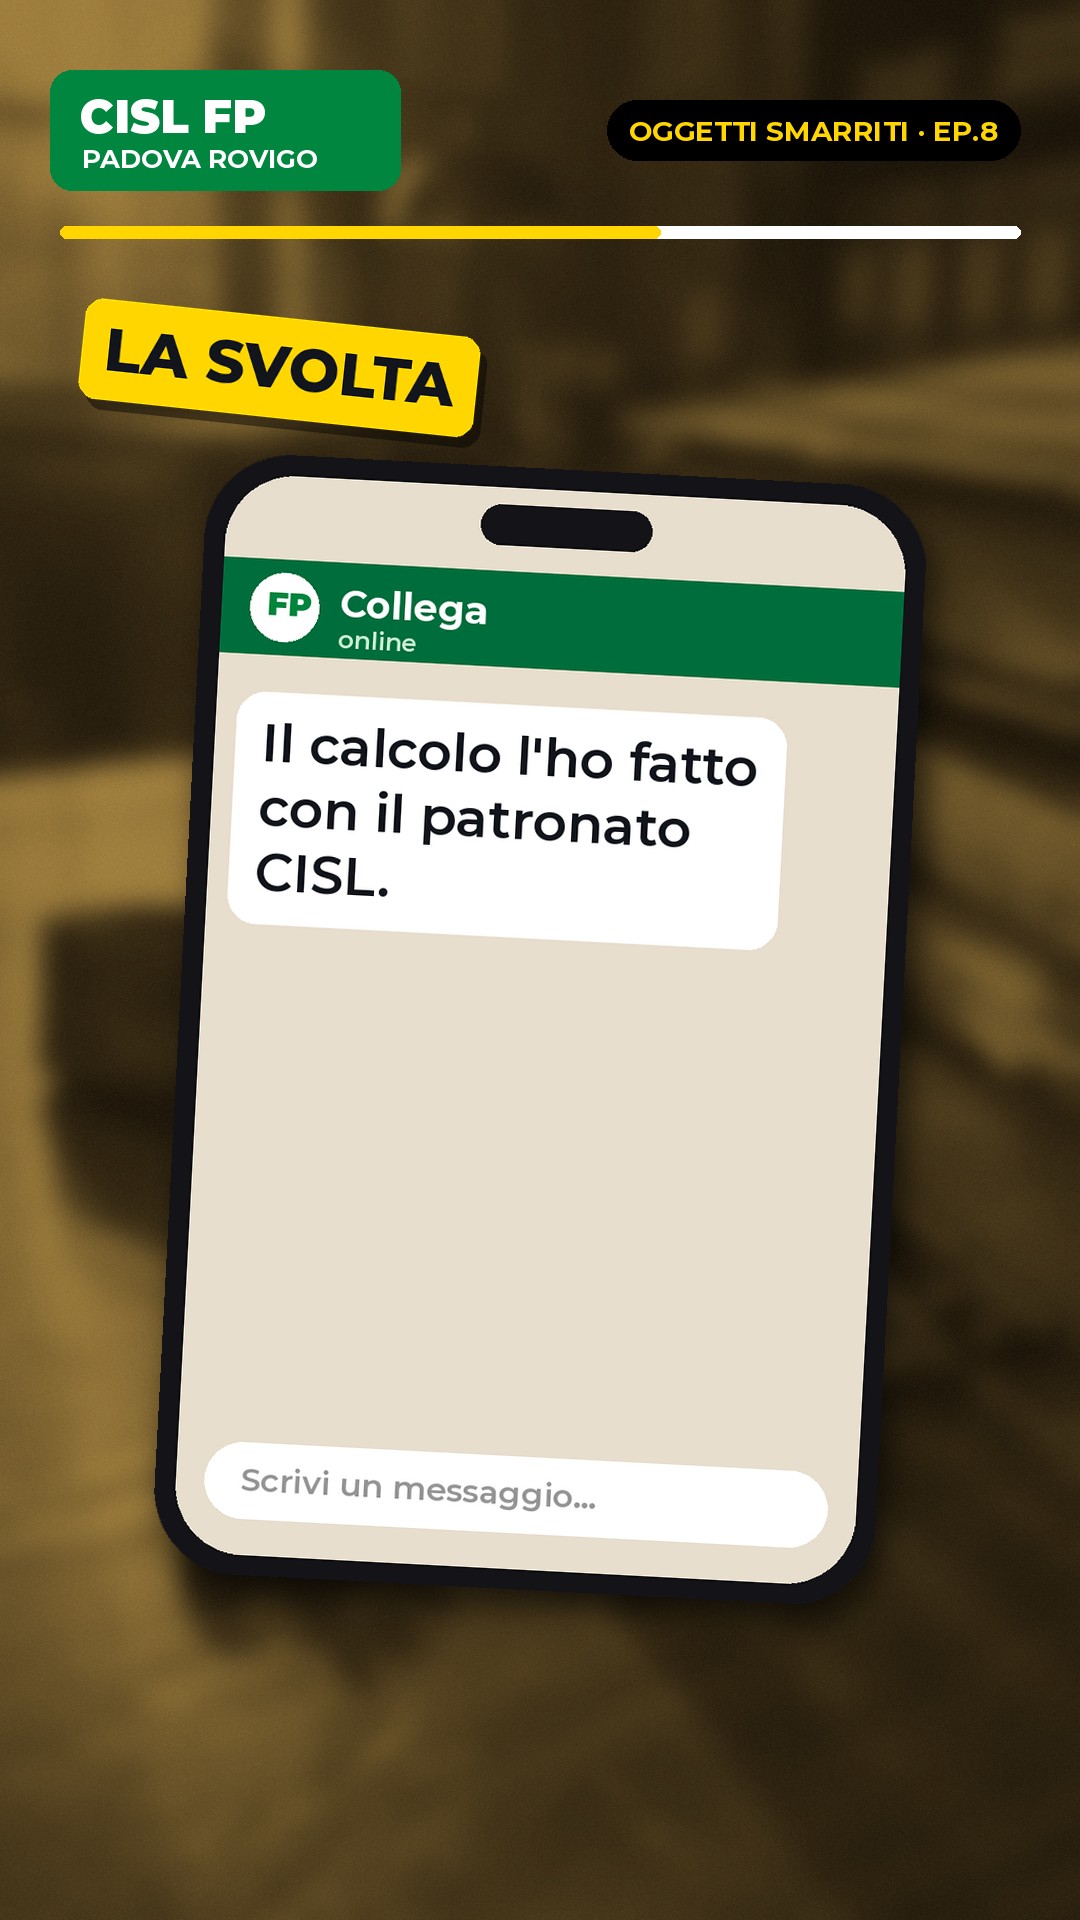 CISL FP
PADOVA ROVIGO
OGGETTI SMARRITI · EP.8
LA SVOLTA
FP
Collega
online
Il calcolo l'ho fatto
con il patronato
CISL.
Scrivi un messaggio...